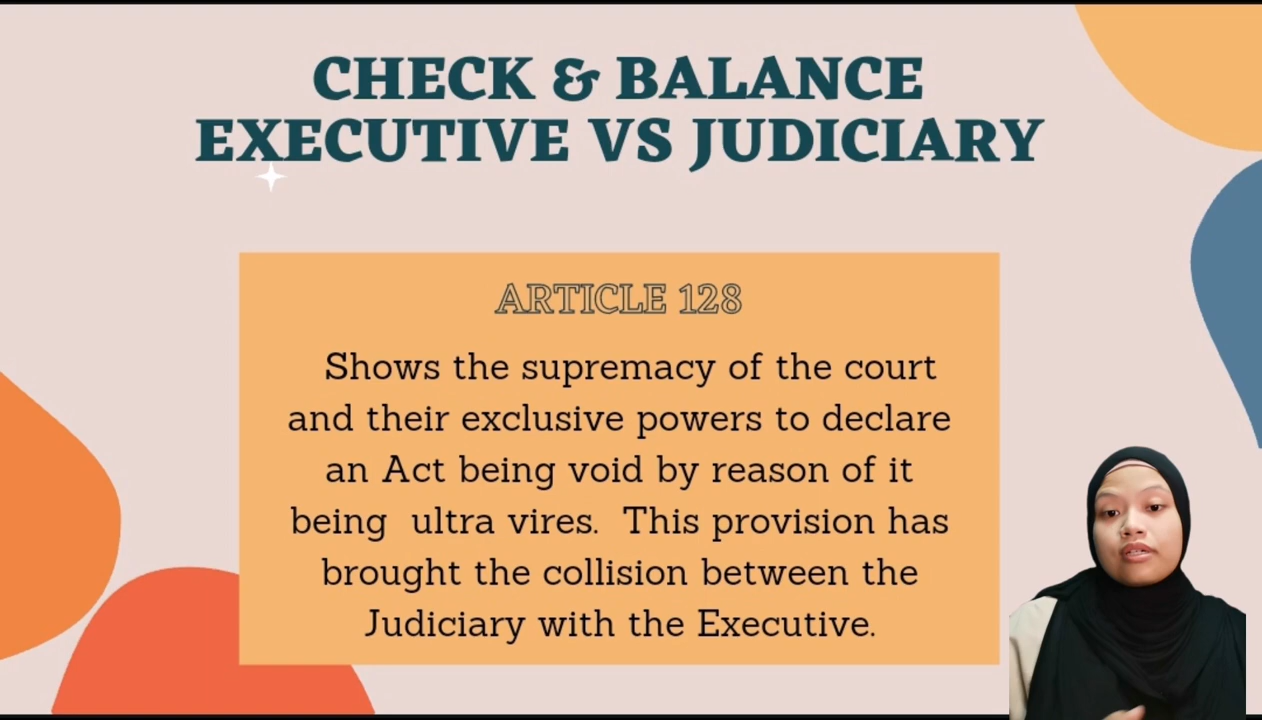 CHECK & BALANCE
EXECUTIVE VS JUDICIARY
ARTICLE 128
Shows the supremacy of the court
and their exclusive powers to declare
an Act being void by reason of it
being ultra vires. This provision has
brought the collision between the
Judiciary with the Executive.